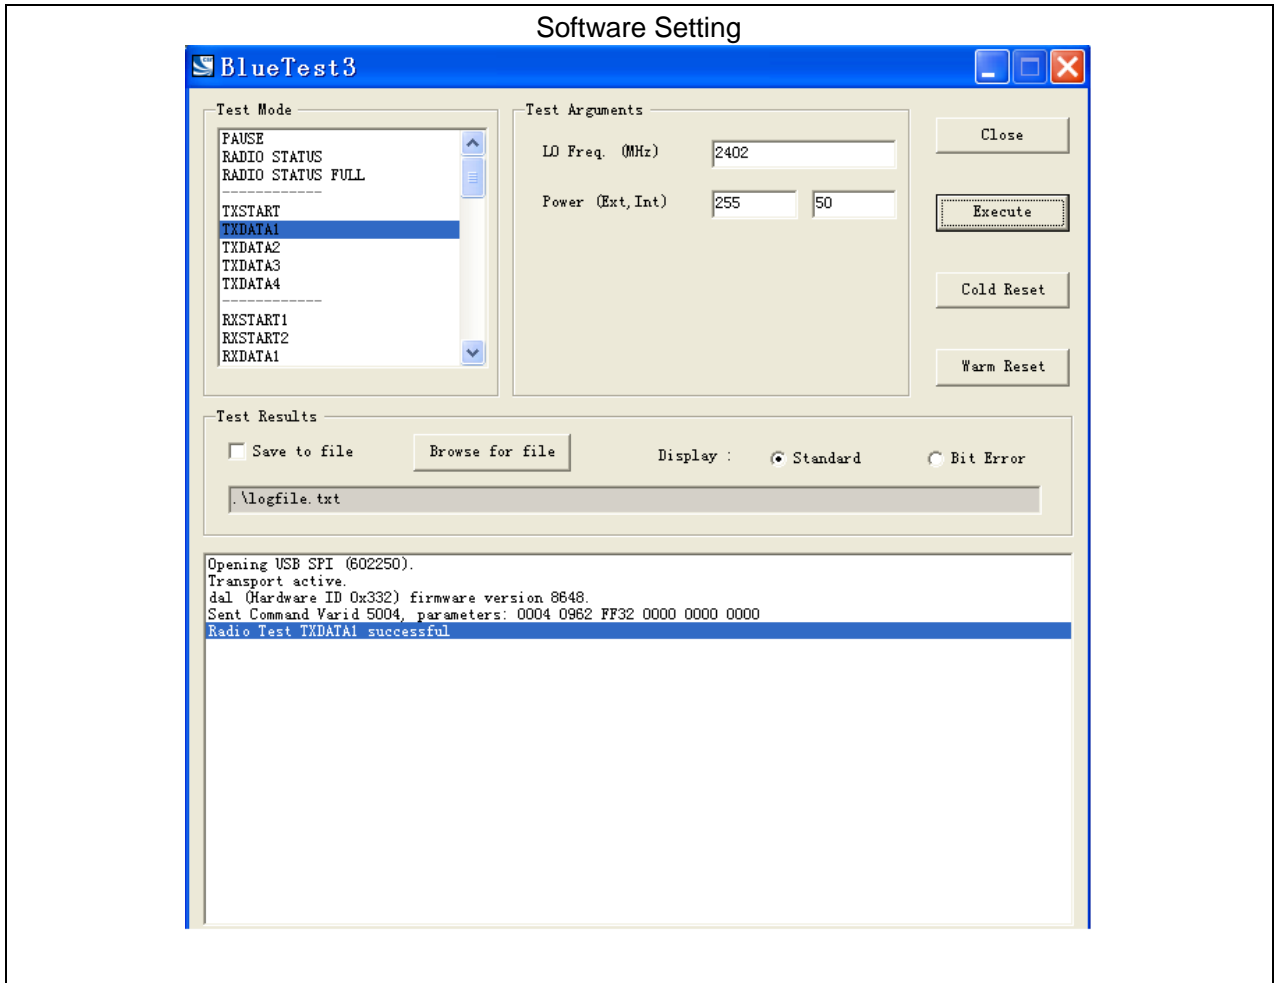 Software Setting
BlueTest3
Test Mode
PAUSE
RADIO STATUS
RADIO STATUS FULL
------------
TXSTART
TXDATA1
TXDATA2
TXDATA3
TXDATA4
------------
RXSTART1
RXSTART2
RXDATA1
Test Arguments
LO Freq. (MHz) 2402
Power (Ext,Int) 255 50
Close
Execute
Cold Reset
Warm Reset
Test Results
Save to file Browse for file Display : Standard Bit Error
.\logfile.txt
Opening USB SPI (602250).
Transport active.
dal (Hardware ID 0x332) firmware version 8648.
Sent Command Varid 5004, parameters: 0004 0962 FF32 0000 0000 0000
Radio Test TXDATA1 successful